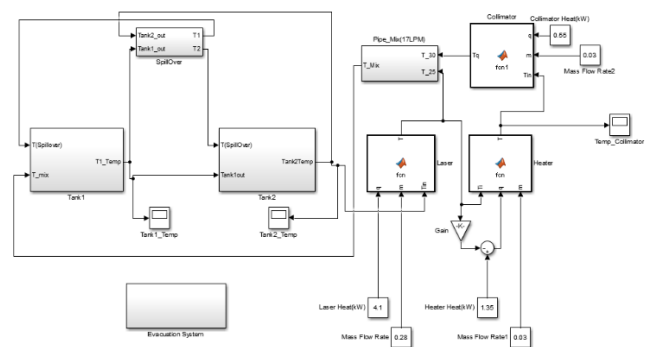 Collimator
Collimator Heat(kW)
0.55
0.03
Mass Flow Rate2
q
m
Tin
Tq
fcn1
Pipe_Mix(17LPM)
T_30
T_25
T_Mix
Tank2_out
T1
Tank1_out
T2
SpillOver
T(Spillover)
T1_Temp
T_mix
Tank1
T(SpillOver)
Tank2Temp
Tank1out
Tank2
Tank1_Temp
Tank2_Temp
T
fcn
Laser
q
m
Tin
T
fcn
Heater
Ti
q
m
Temp_Collimator
-K-
Gain
Laser Heat(kW)
4.1
Heater Heat(kW)
1.35
Mass Flow Rate
0.28
Mass Flow Rate1
0.03
Evacuation System